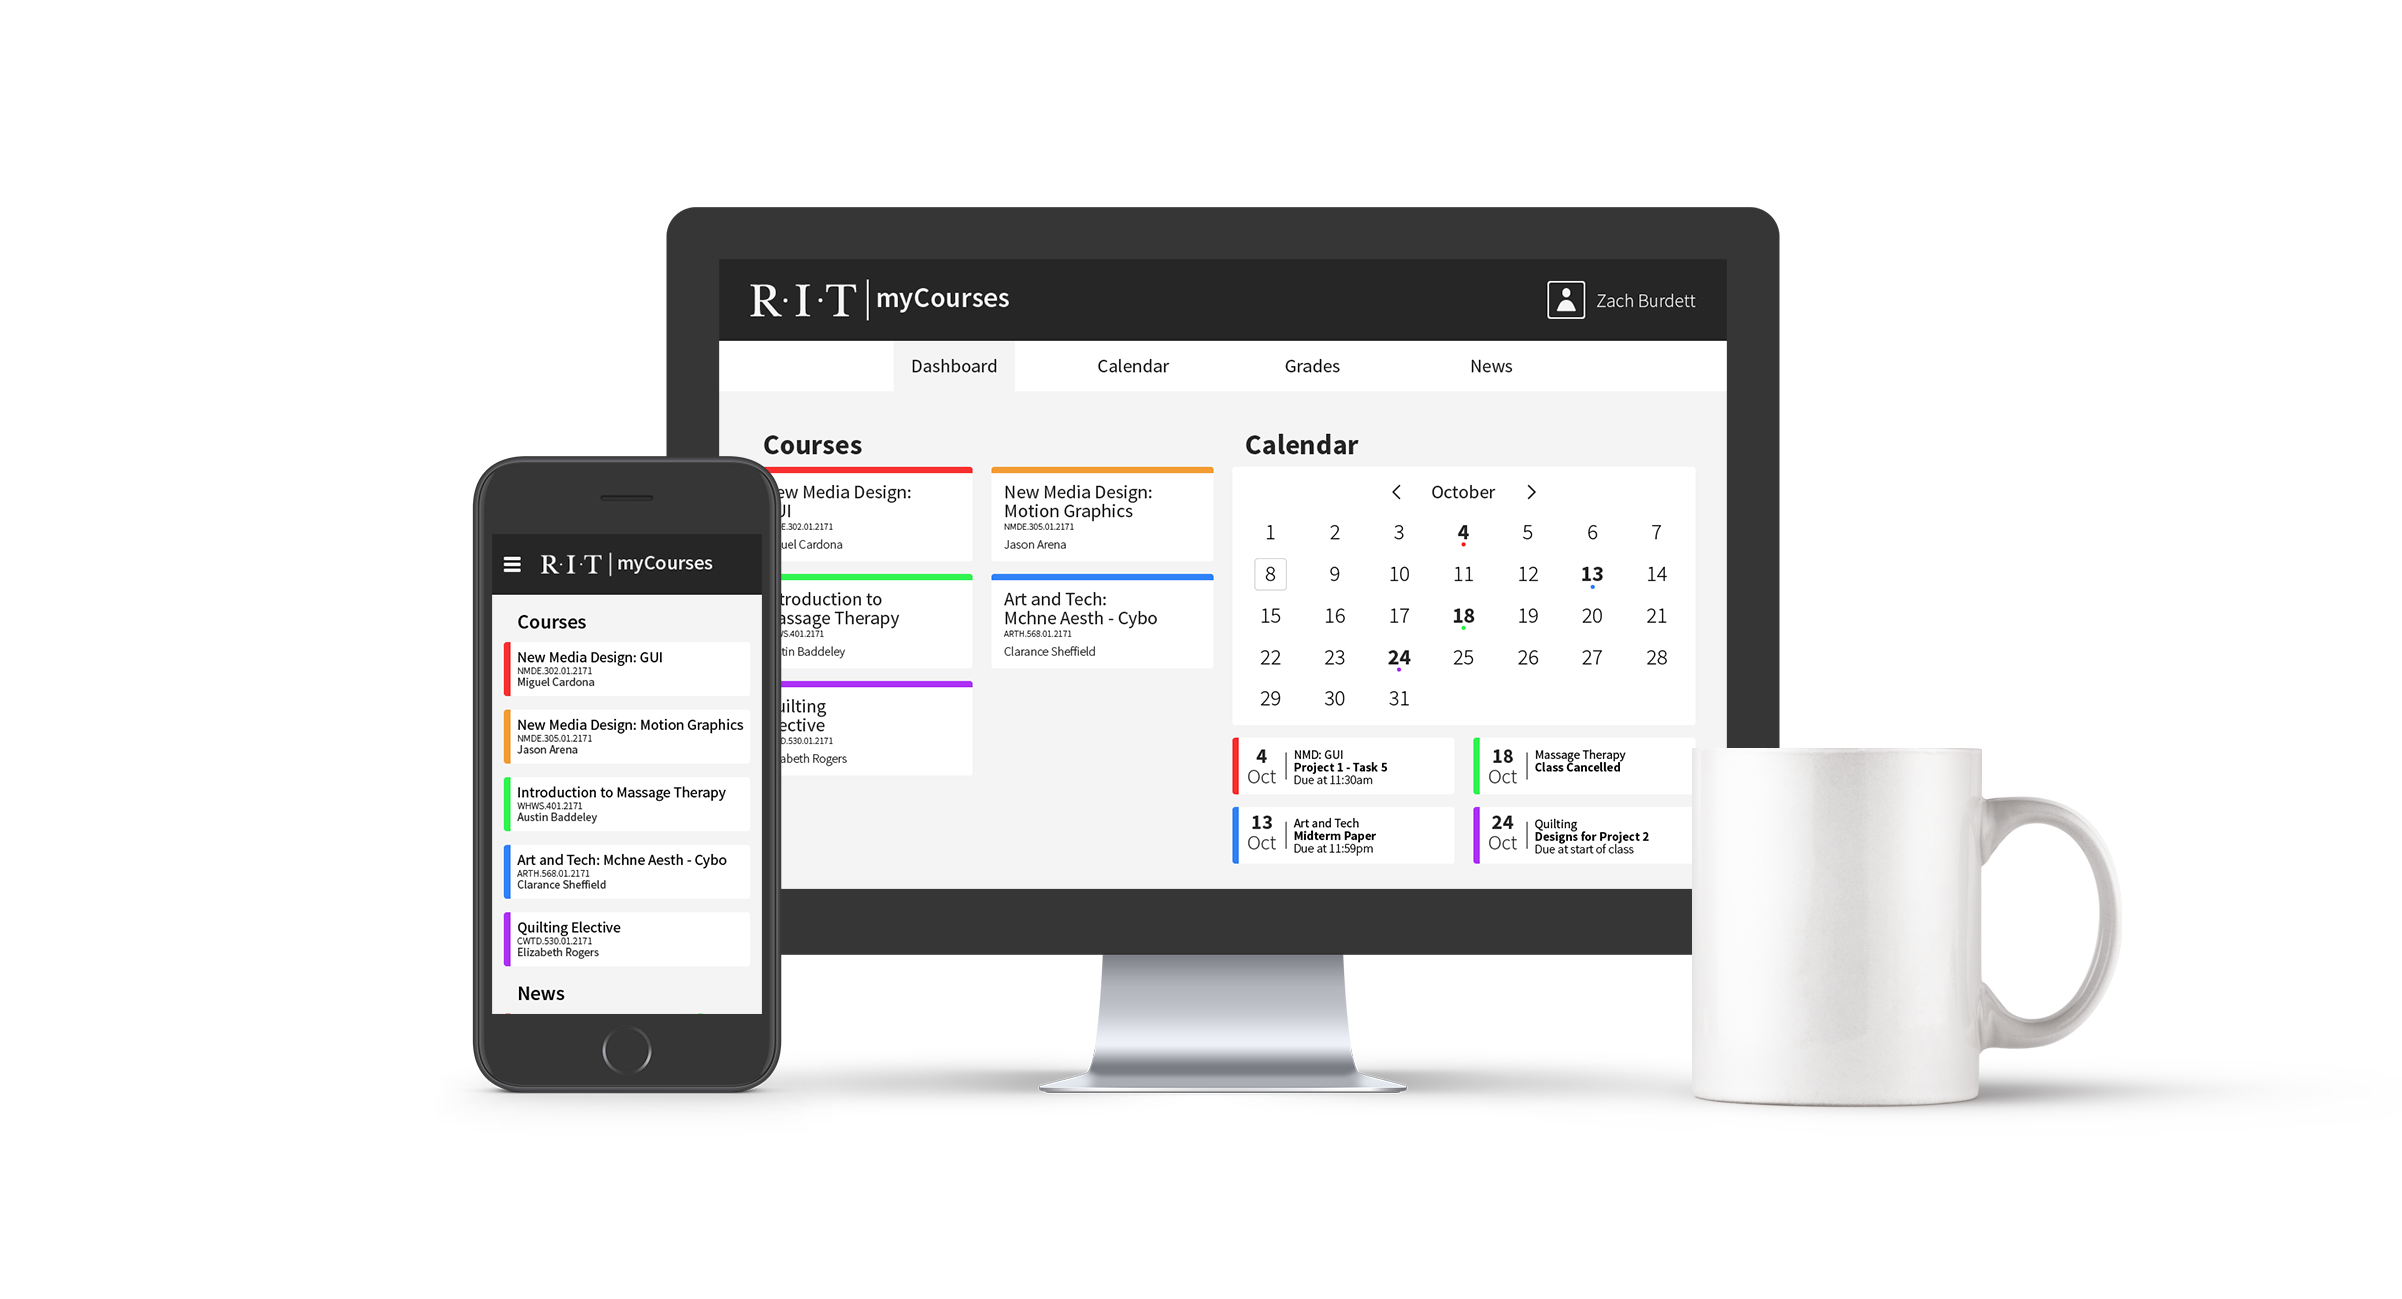 R·I·T myCourses
Zach Burdett
Dashboard Calendar Grades News
Courses
ew Media Design:
UI
E.302.01.2171
uel Cardona
New Media Design:
Motion Graphics
NMDE.305.01.2171
Jason Arena
troduction to
assage Therapy
WS.401.2171
tin Baddeley
Art and Tech:
Mchne Aesth - Cybo
ARTH.568.01.2171
Clarance Sheffield
uilting
ective
D.530.01.2171
abeth Rogers
Calendar
October
1 2 3 4 5 6 7
8 9 10 11 12 13 14
15 16 17 18 19 20 21
22 23 24 25 26 27 28
29 30 31
4 Oct
NMD: GUI
Project 1 - Task 5
Due at 11:30am
18 Oct
Massage Therapy
Class Cancelled
13 Oct
Art and Tech
Midterm Paper
Due at 11:59pm
24 Oct
Quilting
Designs for Project 2
Due at start of class
R·I·T myCourses
Courses
New Media Design: GUI
NMDE.302.01.2171
Miguel Cardona
New Media Design: Motion Graphics
NMDE.305.01.2171
Jason Arena
Introduction to Massage Therapy
WHWS.401.2171
Austin Baddeley
Art and Tech: Mchne Aesth - Cybo
ARTH.568.01.2171
Clarance Sheffield
Quilting Elective
CWTD.530.01.2171
Elizabeth Rogers
News